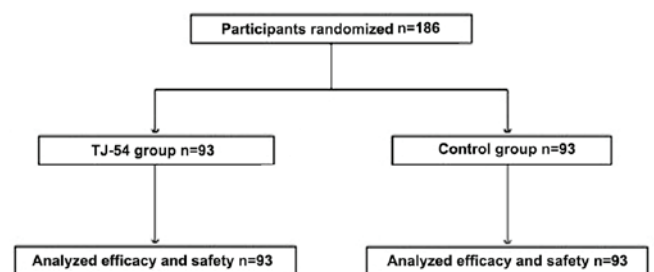 Participants randomized n=186
TJ-54 group n=93
Control group n=93
Analyzed efficacy and safety n=93
Analyzed efficacy and safety n=93